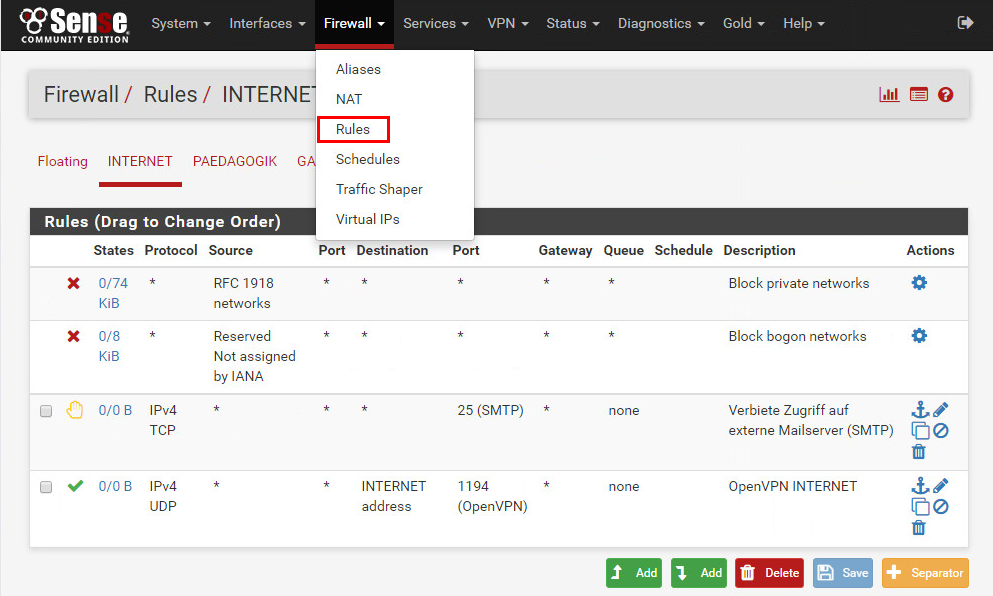 Sense
COMMUNITY EDITION
System Interfaces Firewall Services VPN Status Diagnostics Gold Help
Aliases
NAT
Rules
Schedules
Traffic Shaper
Virtual IPs
Firewall / Rules / INTERNET
Floating INTERNET PAEDAGOGIK GA
Rules (Drag to Change Order)
States Protocol Source Port Destination Port Gateway Queue Schedule Description Actions
0/74 * RFC 1918 * * * * * Block private networks
KiB networks
0/8 * Reserved * * * * * Block bogon networks
KiB Not assigned
by IANA
0/0 B IPv4 * * * 25 (SMTP) * none Verbiete Zugriff auf
TCP externe Mailserver (SMTP)
0/0 B IPv4 * * INTERNET 1194 * none OpenVPN INTERNET
UDP address (OpenVPN)
Add Add Delete Save Separator